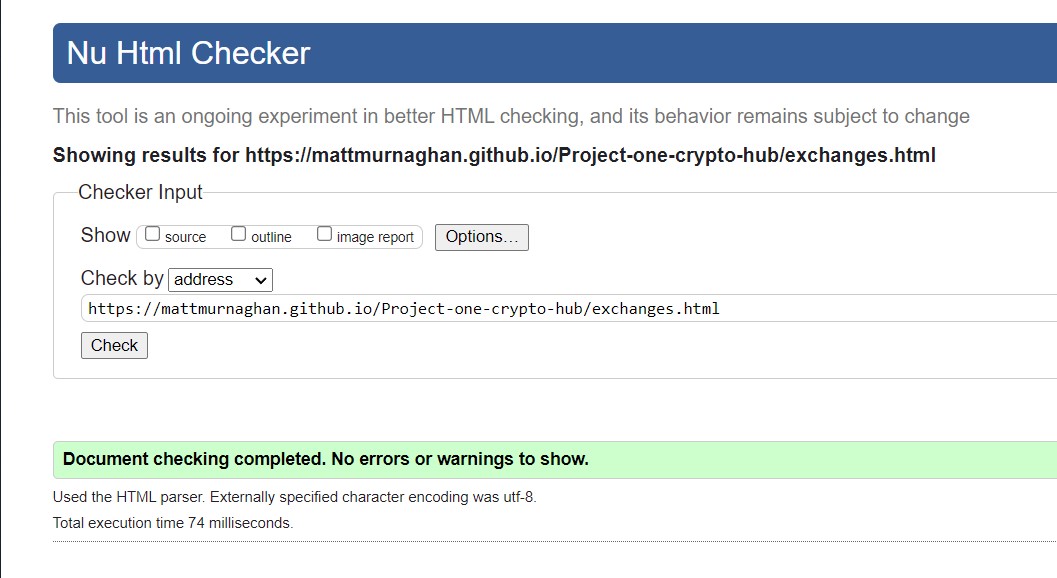 Nu Html Checker
This tool is an ongoing experiment in better HTML checking, and its behavior remains subject to change
Showing results for https://mattmurnaghan.github.io/Project-one-crypto-hub/exchanges.html
Checker Input
Show source outline image report Options...
Check by address
https://mattmurnaghan.github.io/Project-one-crypto-hub/exchanges.html
Check
Document checking completed. No errors or warnings to show.
Used the HTML parser. Externally specified character encoding was utf-8.
Total execution time 74 milliseconds.